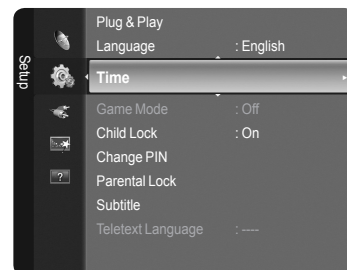 Setup
Plug & Play
Language : English
Time
Game Mode : Off
Child Lock : On
Change PIN
Parental Lock
Subtitle
Teletext Language : ----
?